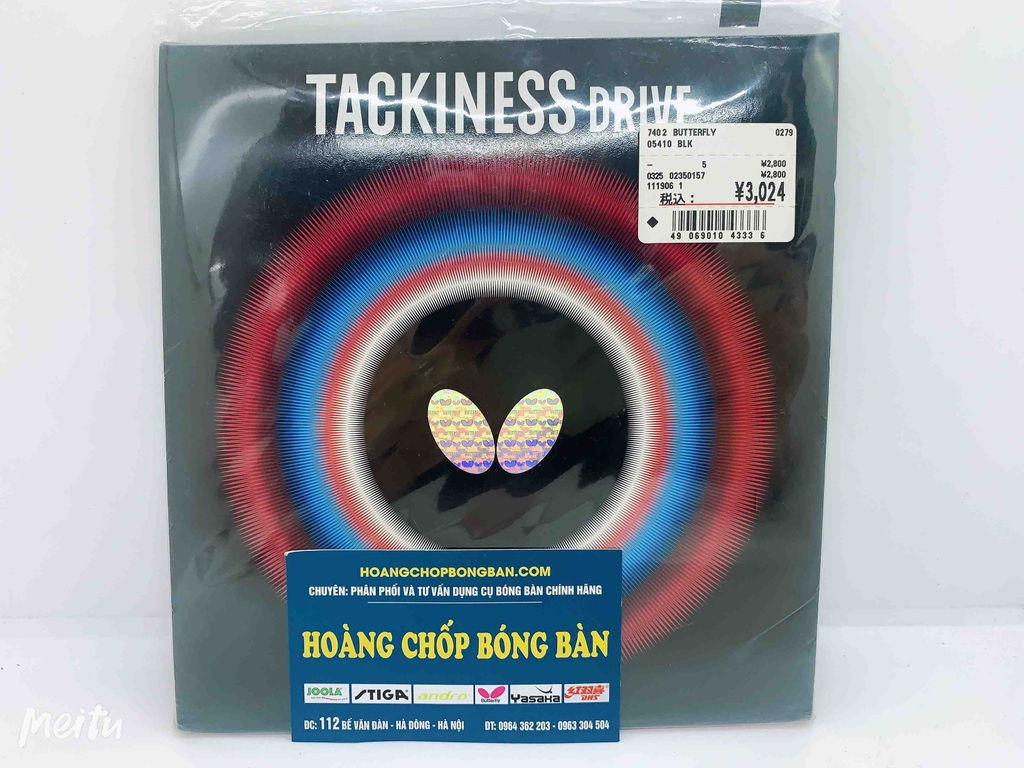 TACKINESS DRIVE
7402 BUTTERFLY 0279
05410 BLK
- 5 ¥2,800
0325 02350157 ¥2,800
111906 1
税込: ¥3,024
49 069010 4333 6
HOANGCHOPBONGBAN.COM
CHUYÊN: PHÂN PHỐI VÀ TƯ VẤN DỤNG CỤ BÓNG BÀN CHÍNH HÃNG
HOÀNG CHỐP BÓNG BÀN
JOOLA STIGA andro Butterfly Yasaka 红双喜 DHS
ĐC: 112 BẾ VĂN ĐÀN - HÀ ĐÔNG - HÀ NỘI ĐT: 0964 362 203 - 0963 304 504
Meitu